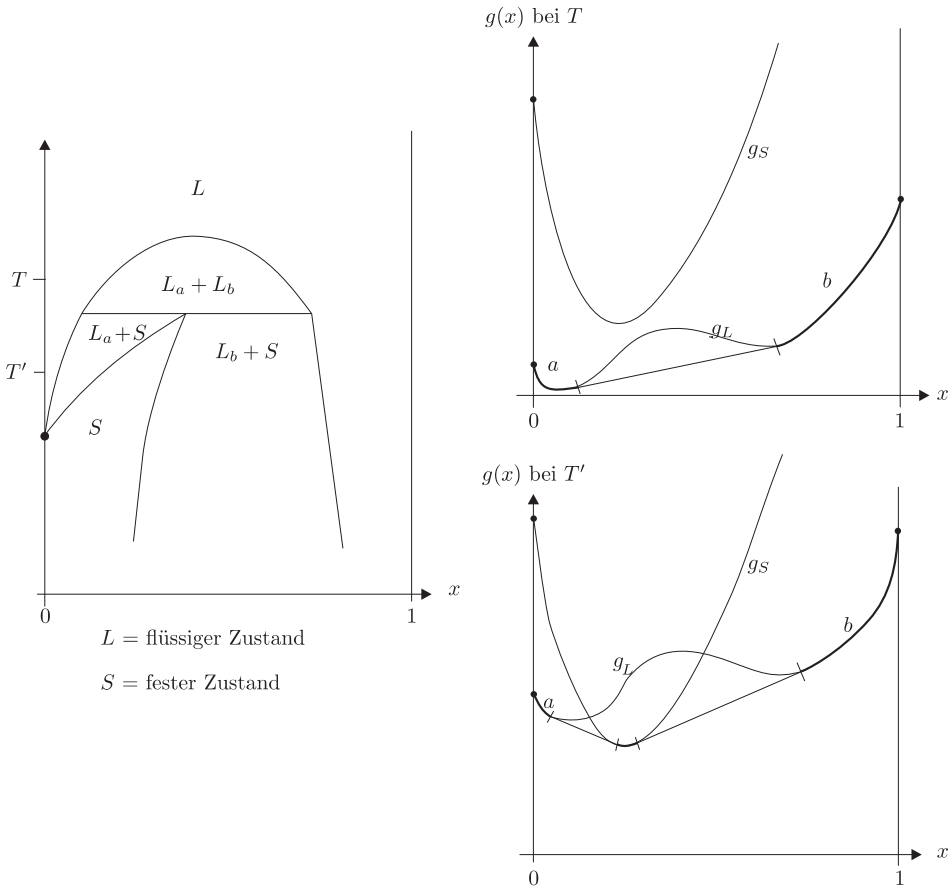 L
T
L_a + L_b
L_a + S
L_b + S
T′
S
x
0
1
L = flüssiger Zustand
S = fester Zustand
g(x) bei T
g_S
b
g_L
a
x
0
1
g(x) bei T′
g_S
b
g_L
a
x
0
1